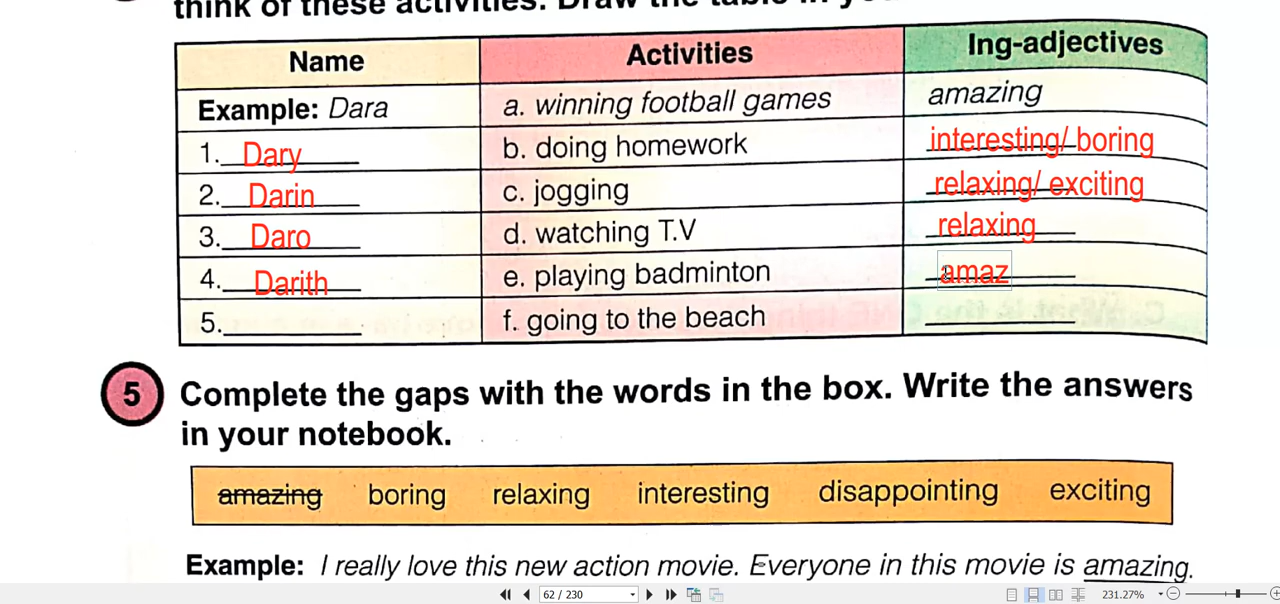 think of these activities. Draw the table in yo
Name Activities Ing-adjectives
Example: Dara a. winning football games amazing
1. Dary b. doing homework interesting/ boring
2. Darin c. jogging relaxing/ exciting
3. Daro d. watching T.V relaxing
4. Darith e. playing badminton amaz
5. f. going to the beach
5 Complete the gaps with the words in the box. Write the answers
in your notebook.
amazing boring relaxing interesting disappointing exciting
Example: I really love this new action movie. Everyone in this movie is amazing.
62 / 230 231.27%